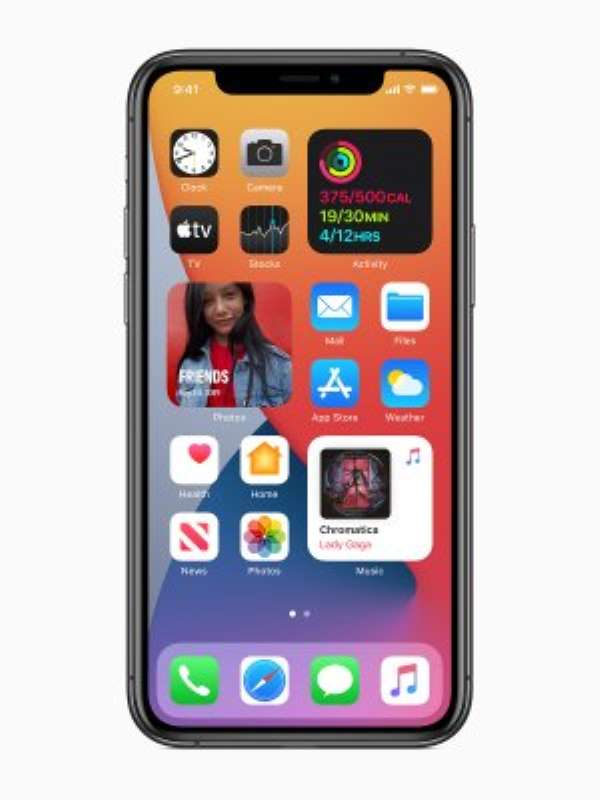 9:41
Clock
Camera
375/500CAL
19/30MIN
4/12HRS
tv
TV
Stocks
Activity
FRIENDS
Mail
Files
Photos
App Store
Weather
Health
Home
Chromatica
Lady Gaga
News
Photos
Music